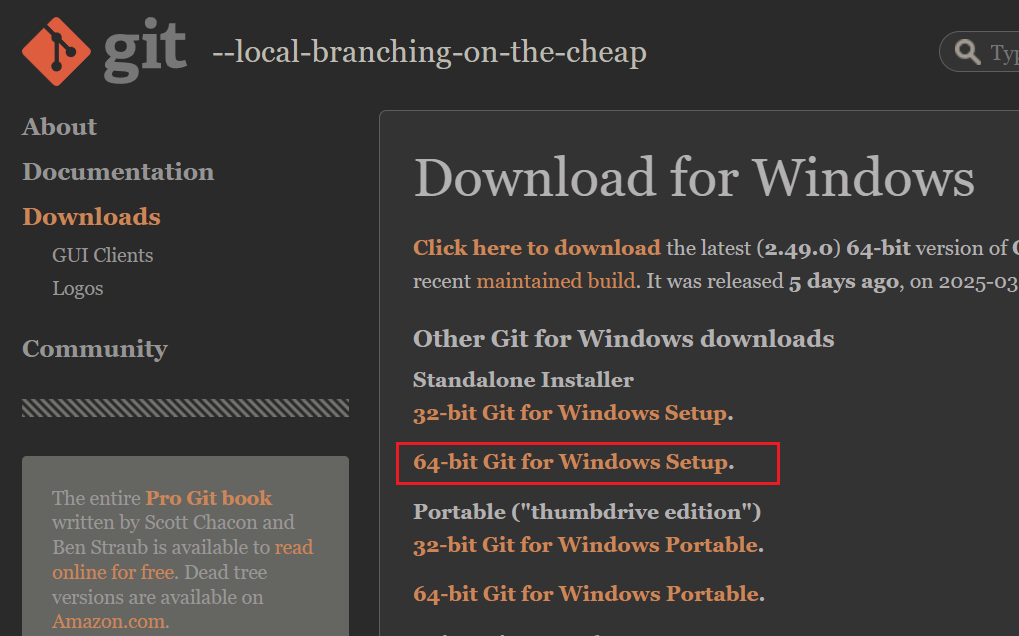 git --local-branching-on-the-cheap
About
Documentation
Downloads
GUI Clients
Logos
Community
The entire Pro Git book
written by Scott Chacon and
Ben Straub is available to read
online for free. Dead tree
versions are available on
Amazon.com.
Download for Windows
Click here to download the latest (2.49.0) 64-bit version of
recent maintained build. It was released 5 days ago, on 2025-03
Other Git for Windows downloads
Standalone Installer
32-bit Git for Windows Setup.
64-bit Git for Windows Setup.
Portable ("thumbdrive edition")
32-bit Git for Windows Portable.
64-bit Git for Windows Portable.